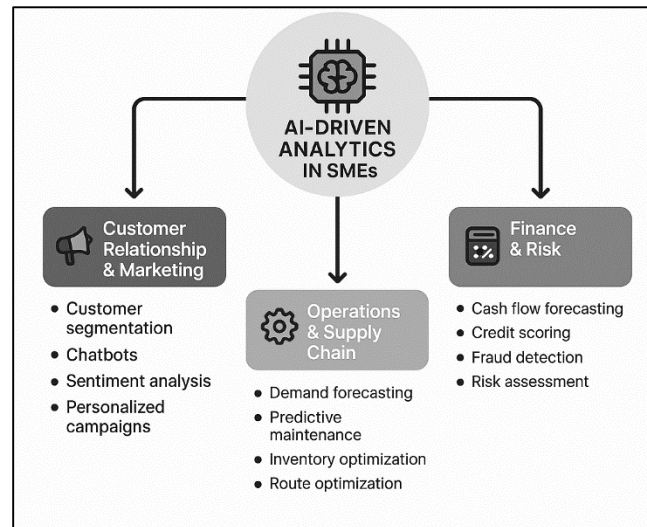 AI-DRIVEN
ANALYTICS
IN SMEs
Customer
Relationship
& Marketing
• Customer
segmentation
• Chatbots
• Sentiment analysis
• Personalized
campaigns
Operations
& Supply
Chain
• Demand forecasting
• Predictive
maintenance
• Inventory optimization
• Route optimization
Finance
& Risk
• Cash flow forecasting
• Credit scoring
• Fraud detection
• Risk assessment